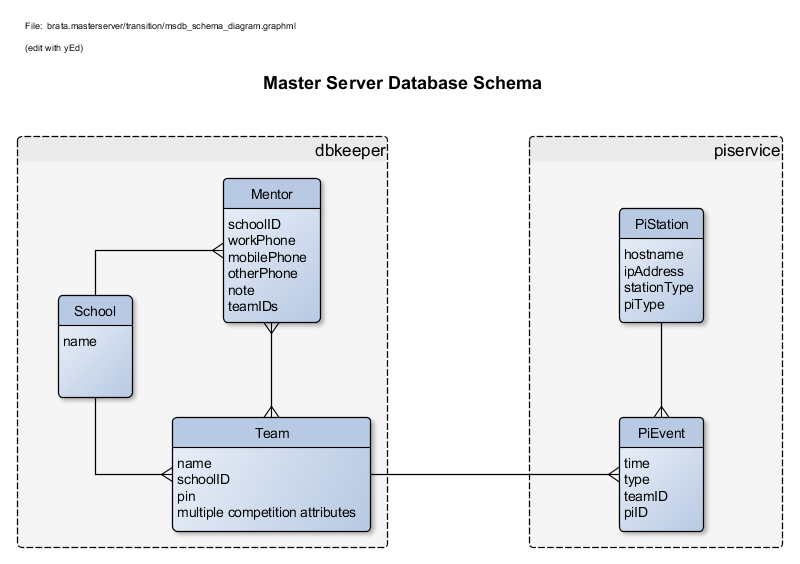 File:  brata.masterserver/transition/msdb_schema_diagram.graphml
(edit with yEd)
Master Server Database Schema
dbkeeper
Mentor
schoolID
workPhone
mobilePhone
otherPhone
note
teamIDs
School
name
Team
name
schoolID
pin
multiple competition attributes
piservice
PiStation
hostname
ipAddress
stationType
piType
PiEvent
time
type
teamID
piID